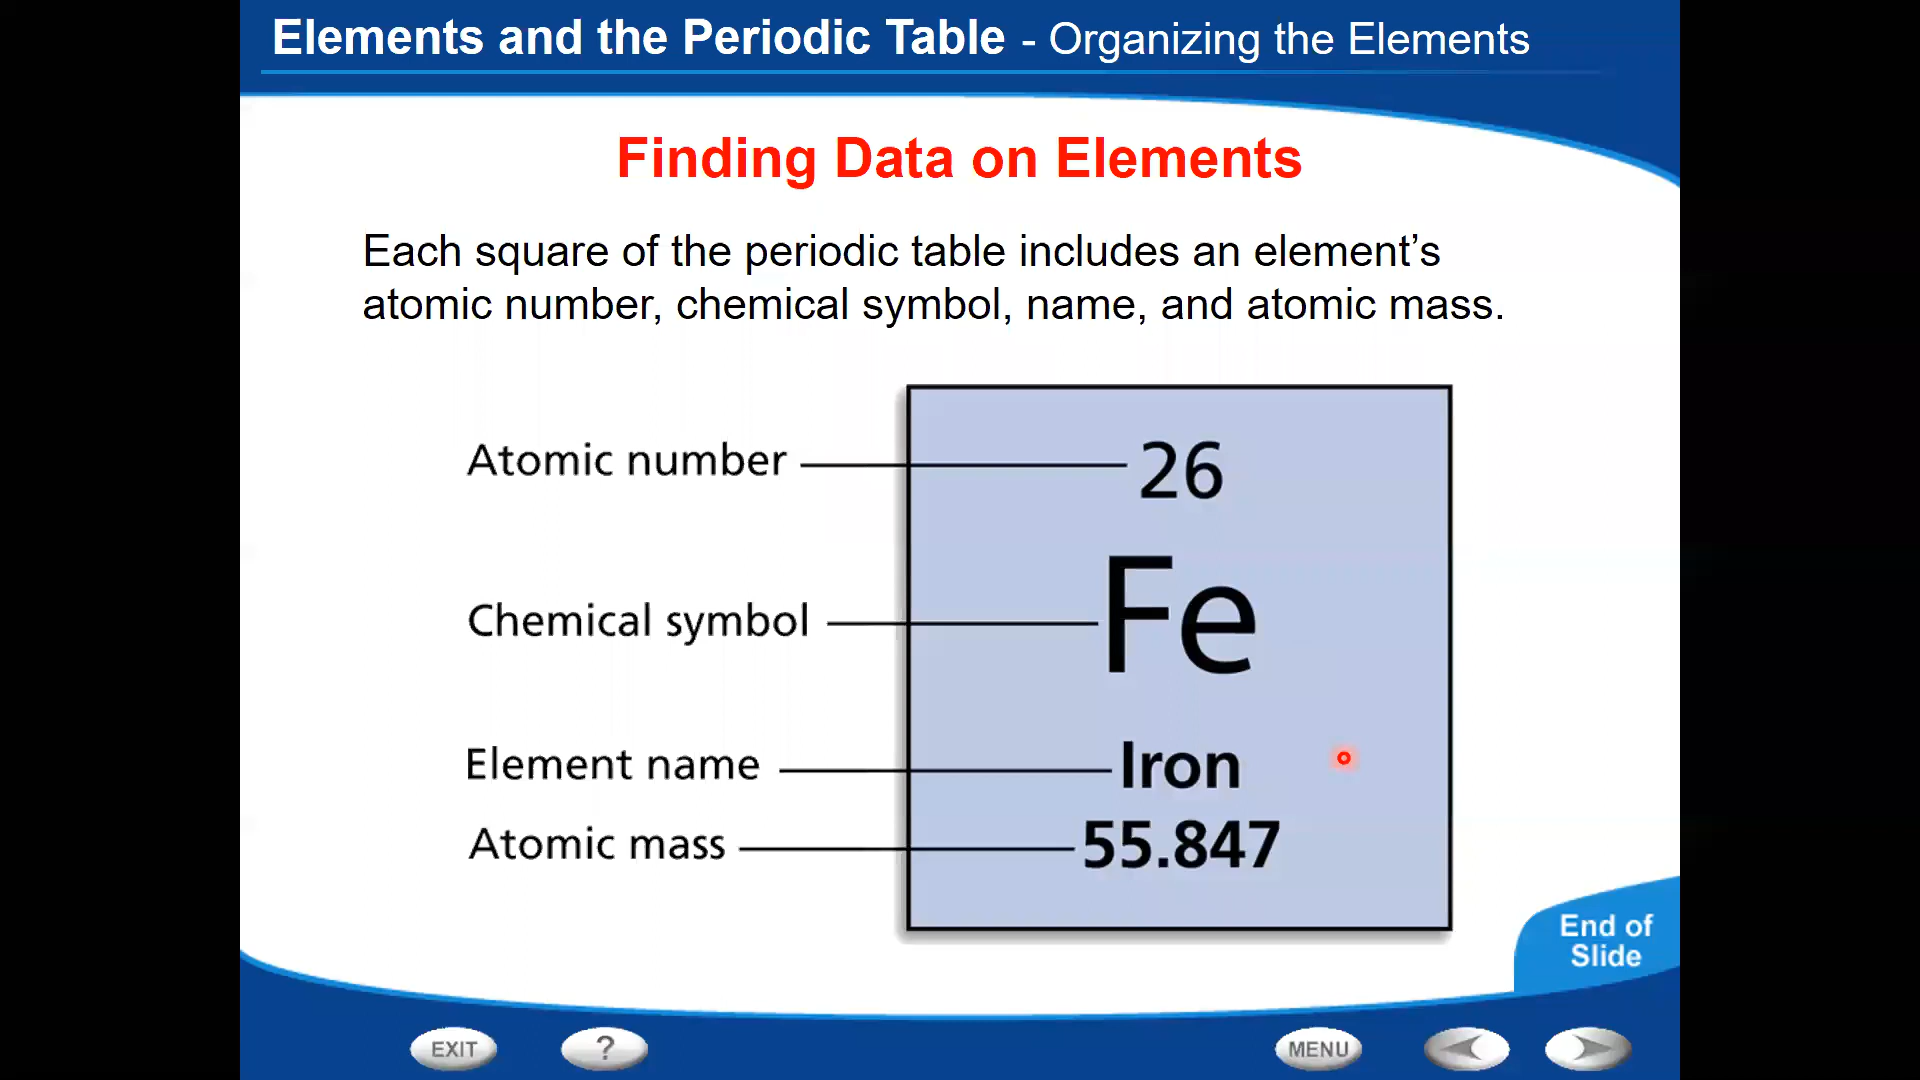 Elements and the Periodic Table - Organizing the Elements
Finding Data on Elements
Each square of the periodic table includes an element’s
atomic number, chemical symbol, name, and atomic mass.
Atomic number 26
Chemical symbol Fe
Element name Iron
Atomic mass 55.847
End of
Slide
EXIT ? MENU